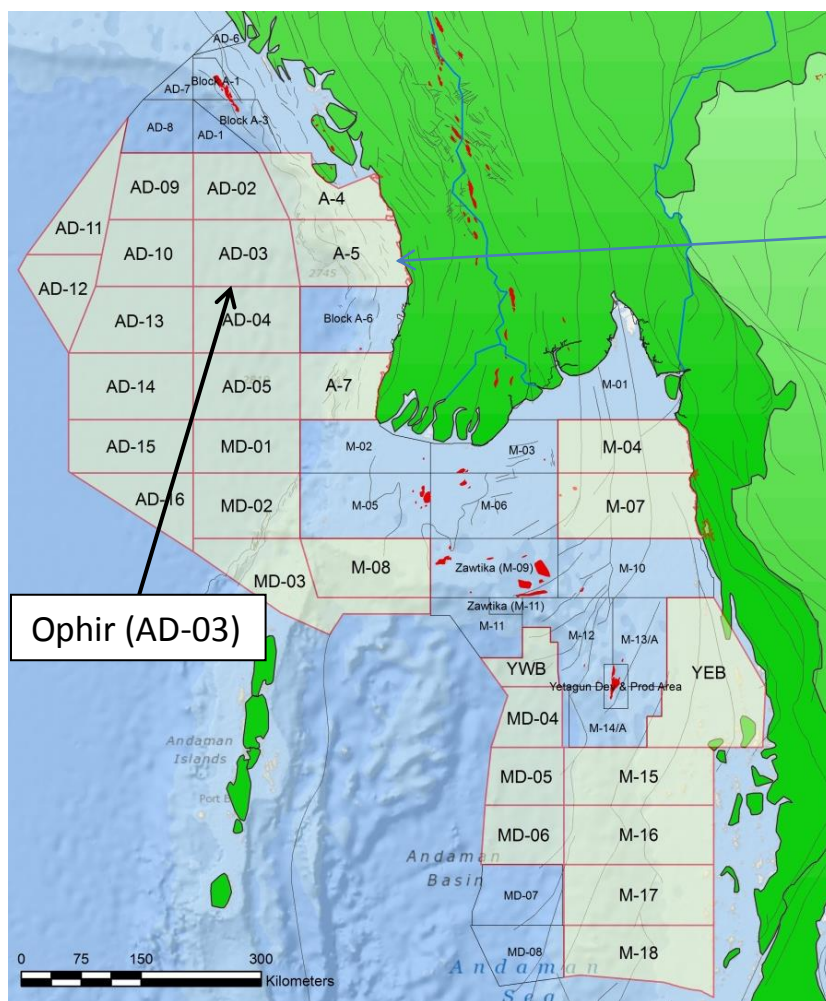 AD-6
Block A-1
AD-7
Block A-3
AD-8
AD-1
AD-09
AD-02
A-4
AD-11
AD-10
AD-03
A-5
2745
AD-12
AD-13
AD-04
Block A-6
AD-14
AD-05
A-7
M-01
AD-15
MD-01
M-02
M-03
M-04
AD-16
MD-02
M-05
M-06
M-07
MD-03
M-08
Zawtika (M-09)
M-10
Ophir (AD-03)
Zawtika (M-11)
M-11
M-12
M-13/A
YWB
YEB
Yetagun Dev & Prod Area
MD-04
M-14/A
Andaman
Islands
MD-05
M-15
Port
MD-06
M-16
Andaman
Basin
MD-07
M-17
MD-08
M-18
Andaman
Sea
0 75 150 300
Kilometers